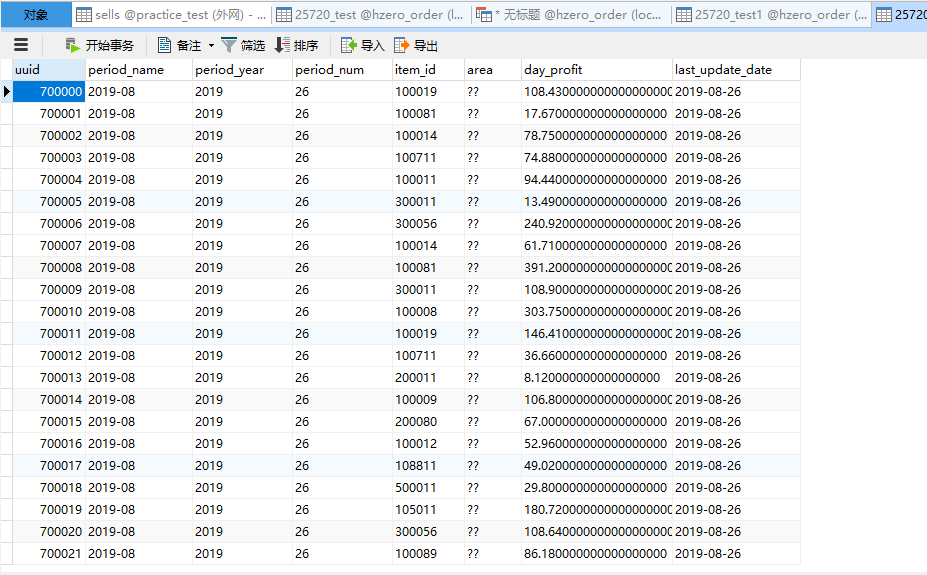 对象 sells @practice_test (外网) - ... 25720_test @hzero_order (l... * 无标题 @hzero_order (loc... 25720_test1 @hzero_order (... 25720
开始事务 备注 筛选 排序 导入 导出
uuid period_name period_year period_num item_id area day_profit last_update_date
700000 2019-08 2019 26 100019 ?? 108.430000000000000000 2019-08-26
700001 2019-08 2019 26 100081 ?? 17.670000000000000000 2019-08-26
700002 2019-08 2019 26 100014 ?? 78.750000000000000000 2019-08-26
700003 2019-08 2019 26 100711 ?? 74.880000000000000000 2019-08-26
700004 2019-08 2019 26 100011 ?? 94.440000000000000000 2019-08-26
700005 2019-08 2019 26 300011 ?? 13.490000000000000000 2019-08-26
700006 2019-08 2019 26 300056 ?? 240.920000000000000000 2019-08-26
700007 2019-08 2019 26 100014 ?? 61.710000000000000000 2019-08-26
700008 2019-08 2019 26 100081 ?? 391.200000000000000000 2019-08-26
700009 2019-08 2019 26 300011 ?? 108.900000000000000000 2019-08-26
700010 2019-08 2019 26 100008 ?? 303.750000000000000000 2019-08-26
700011 2019-08 2019 26 100019 ?? 146.410000000000000000 2019-08-26
700012 2019-08 2019 26 100711 ?? 36.660000000000000000 2019-08-26
700013 2019-08 2019 26 200011 ?? 8.120000000000000000 2019-08-26
700014 2019-08 2019 26 100009 ?? 106.800000000000000000 2019-08-26
700015 2019-08 2019 26 200080 ?? 67.000000000000000000 2019-08-26
700016 2019-08 2019 26 100012 ?? 52.960000000000000000 2019-08-26
700017 2019-08 2019 26 108811 ?? 49.020000000000000000 2019-08-26
700018 2019-08 2019 26 500011 ?? 29.800000000000000000 2019-08-26
700019 2019-08 2019 26 105011 ?? 180.720000000000000000 2019-08-26
700020 2019-08 2019 26 300056 ?? 108.640000000000000000 2019-08-26
700021 2019-08 2019 26 100089 ?? 86.180000000000000000 2019-08-26